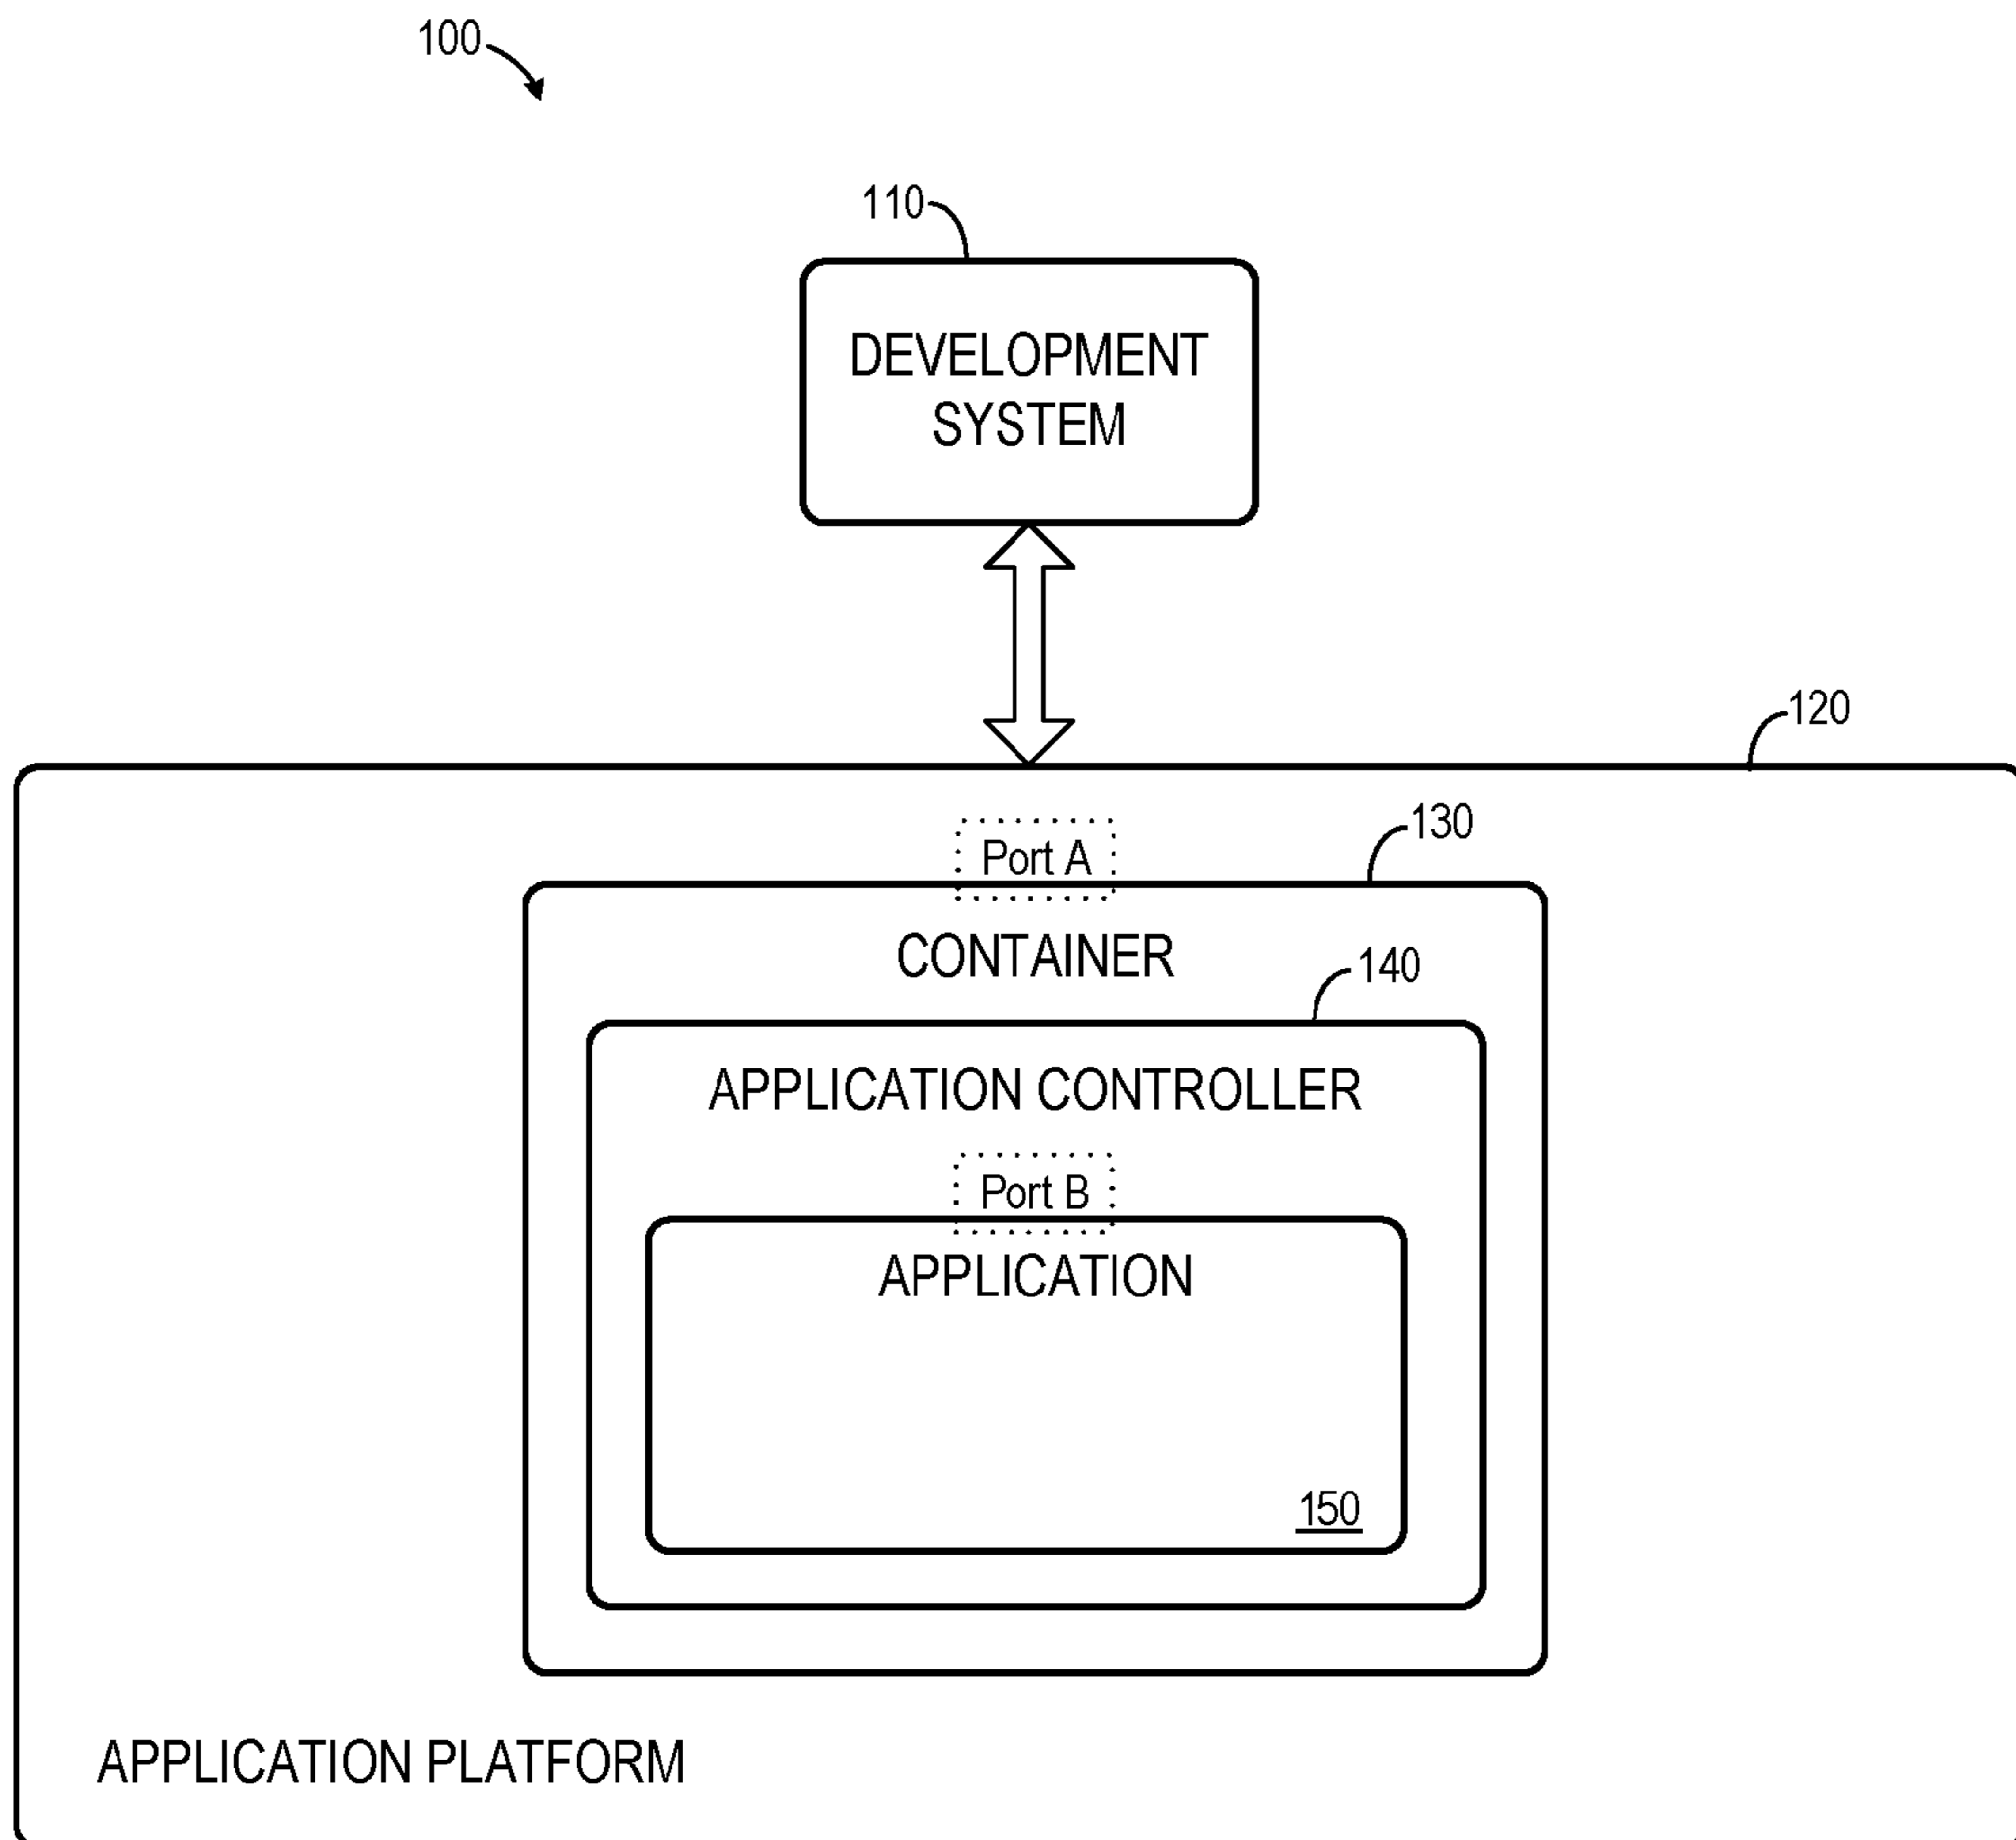 100
110
DEVELOPMENT
SYSTEM
120
Port A
130
CONTAINER
140
APPLICATION CONTROLLER
Port B
APPLICATION
150
APPLICATION PLATFORM